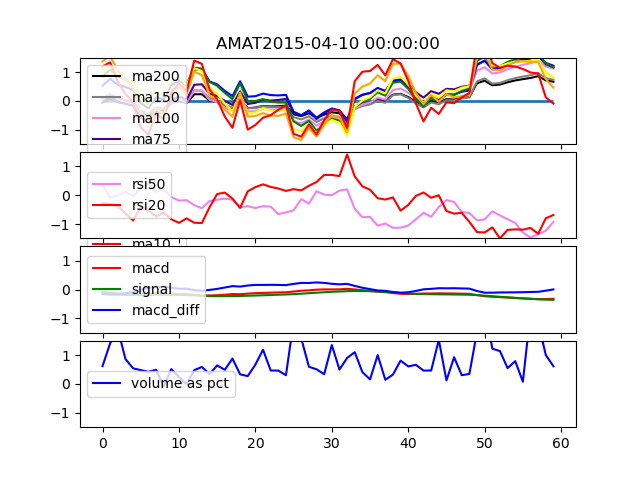 AMAT2015-04-10 00:00:00
1
0
−1
ma200
ma150
ma100
ma75
1
0
−1
rsi50
rsi20
ma10
1
0
−1
macd
signal
macd_diff
1
0
−1
volume as pct
0 10 20 30 40 50 60